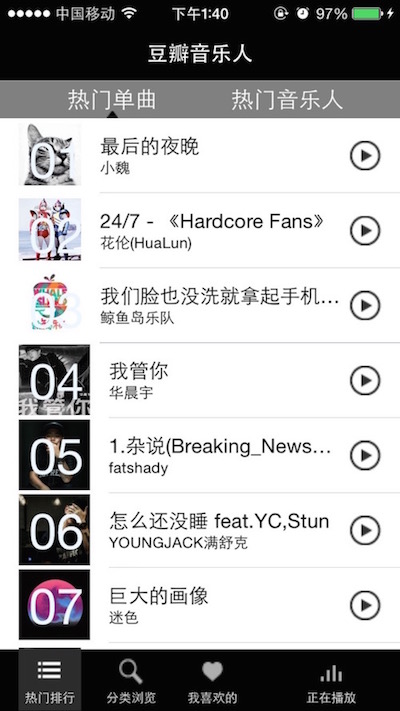 中国移动 下午1:40 97%
豆瓣音乐人
热门单曲 热门音乐人
01 最后的夜晚
小魏
02 24/7 - 《Hardcore Fans》
花伦(HuaLun)
03 我们脸也没洗就拿起手机…
鲸鱼岛乐队
04 我管你
我管你
华晨宇
05 1.杂说(Breaking_News…
fatshady
06 怎么还没睡 feat.YC,Stun
YOUNGJACK满舒克
07 巨大的画像
迷色
热门排行 分类浏览 我喜欢的 正在播放